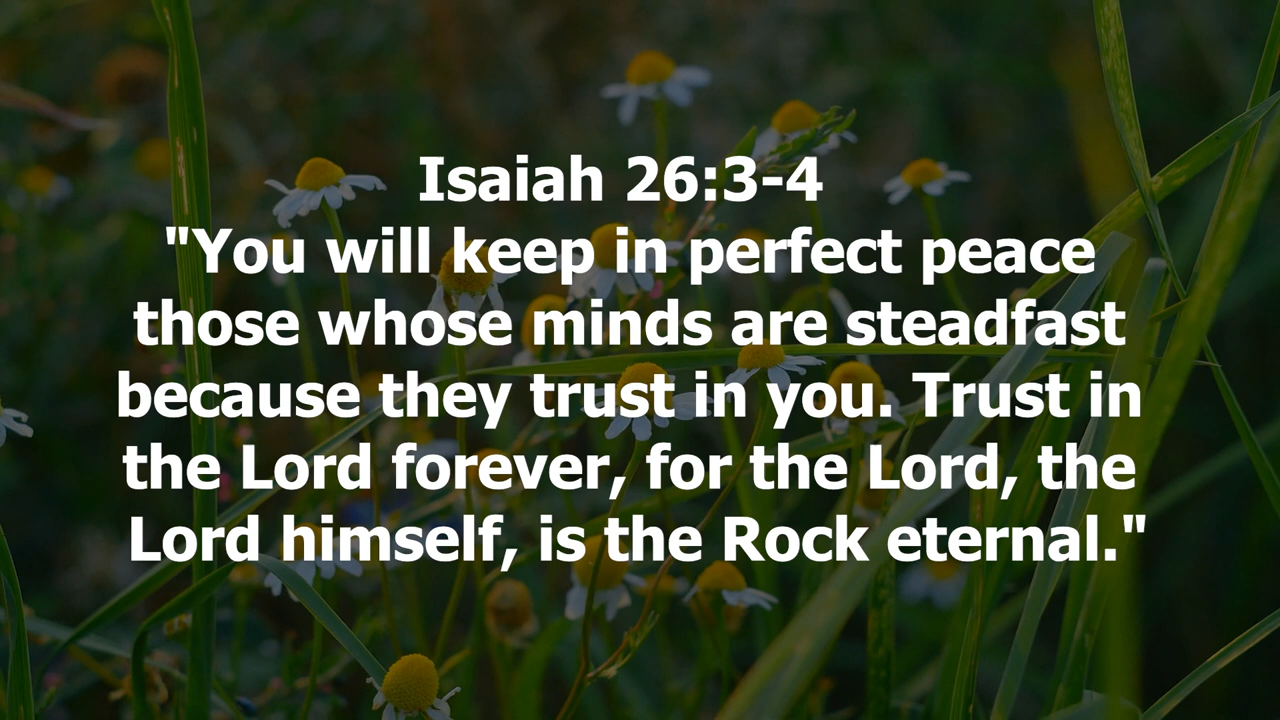 Isaiah 26:3-4
"You will keep in perfect peace
those whose minds are steadfast
because they trust in you. Trust in
the Lord forever, for the Lord, the
Lord himself, is the Rock eternal."